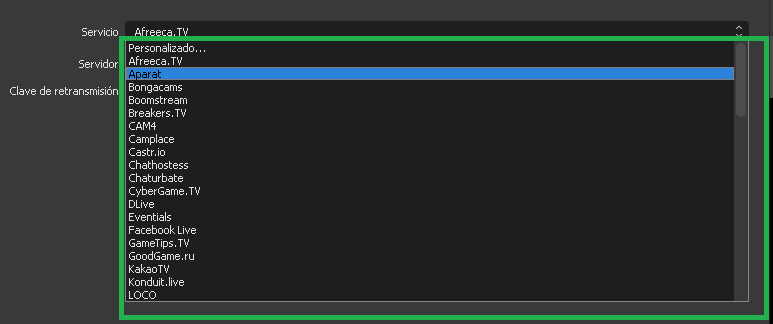 Servicio Afreeca.TV
Servidor
Clave de retransmisión
Personalizado...
Afreeca.TV
Aparat
Bongacams
Boomstream
Breakers.TV
CAM4
Camplace
Castr.io
Chathostess
Chaturbate
CyberGame.TV
DLive
Eventials
Facebook Live
GameTips.TV
GoodGame.ru
KakaoTV
Konduit.live
LOCO